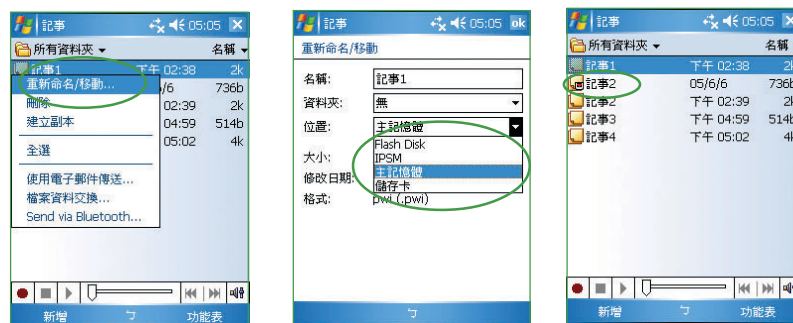 記事 05:05
所有資料夾 名稱
記事1 下午 02:38 2k
重新命名/移動... /6 736b
刪除 02:39 2k
建立副本 04:59 514b
05:02 4k
全選
使用電子郵件傳送...
檔案資料交換...
Send via Bluetooth...
新增 ㄅ 功能表
記事 05:05 ok
重新命名/移動
名稱: 記事1
資料夾: 無
位置: 主記憶體
Flash Disk
IPSM
主記憶體
儲存卡
大小:
修改日期:
格式: pwi (.pwi)
ㄅ
記事 05:05
所有資料夾 名稱
記事1 下午 02:38 2k
記事2 05/6/6 736b
記事2 下午 02:39 2k
記事3 下午 04:59 514b
記事4 下午 05:02 4k
新增 ㄅ 功能表